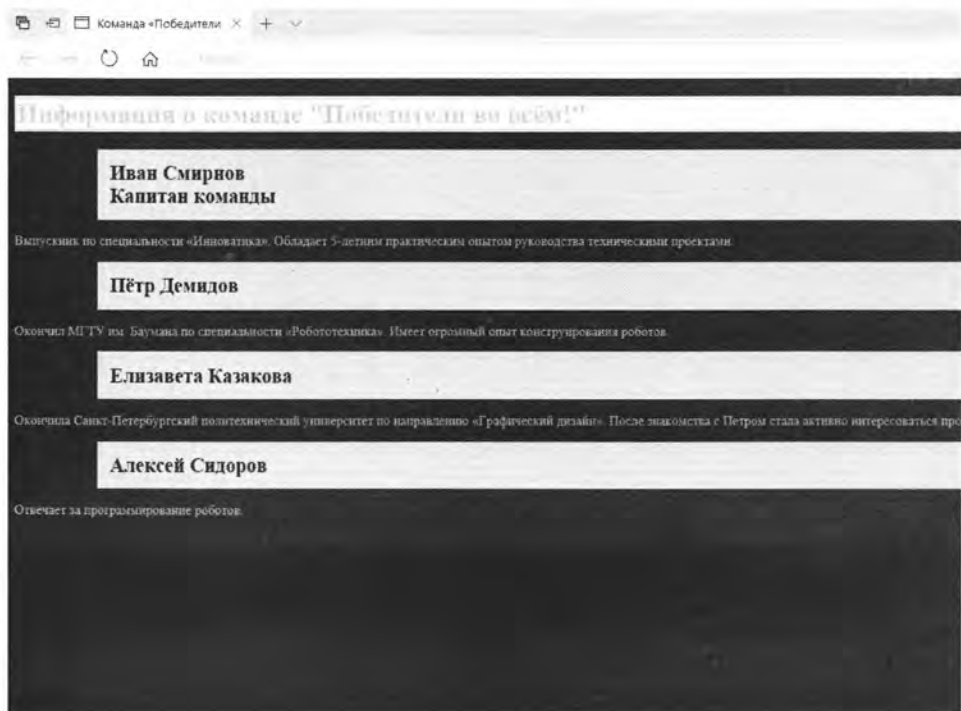 Команда «Победители
Информация о команде "Победители во всём!"
Иван Смирнов
Капитан команды
Выпускник по специальности «Инноватика». Обладает 5-летним практическим опытом руководства техническими проектами.
Пётр Демидов
Окончил МГТУ им. Баумана по специальности «Робототехника». Имеет огромный опыт конструирования роботов.
Елизавета Казакова
Окончила Санкт-Петербургский политехнический университет по направлению «Графический дизайн». После знакомства с Петром стала активно интересоваться про
Алексей Сидоров
Отвечает за программирование роботов.